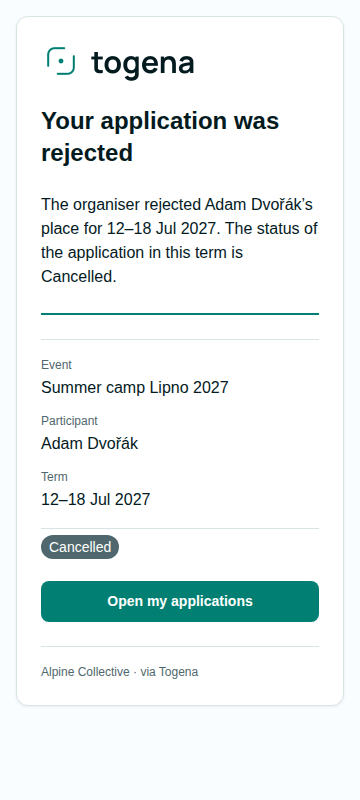 togena
Your application was
rejected
The organiser rejected Adam Dvořák’s
place for 12–18 Jul 2027. The status of
the application in this term is
Cancelled.
Event
Summer camp Lipno 2027
Participant
Adam Dvořák
Term
12–18 Jul 2027
Cancelled
Open my applications
Alpine Collective · via Togena